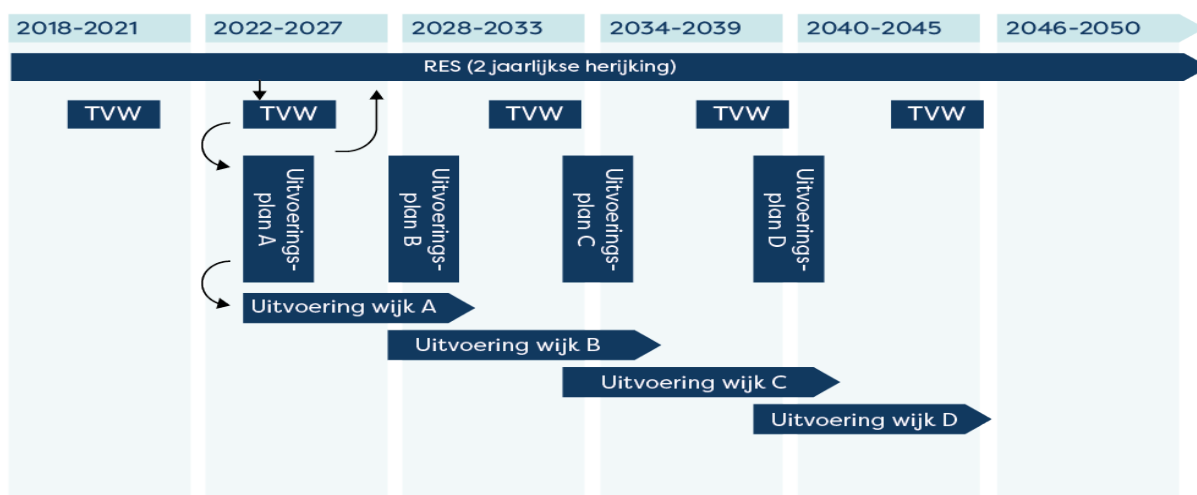 2018-2021
2022-2027
2028-2033
2034-2039
2040-2045
2046-2050
RES (2 jaarlijkse herijking)
TVW
TVW
TVW
TVW
TVW
Uitvoerings-
plan A
Uitvoerings-
plan B
Uitvoerings-
plan C
Uitvoerings-
plan D
Uitvoering wijk A
Uitvoering wijk B
Uitvoering wijk C
Uitvoering wijk D